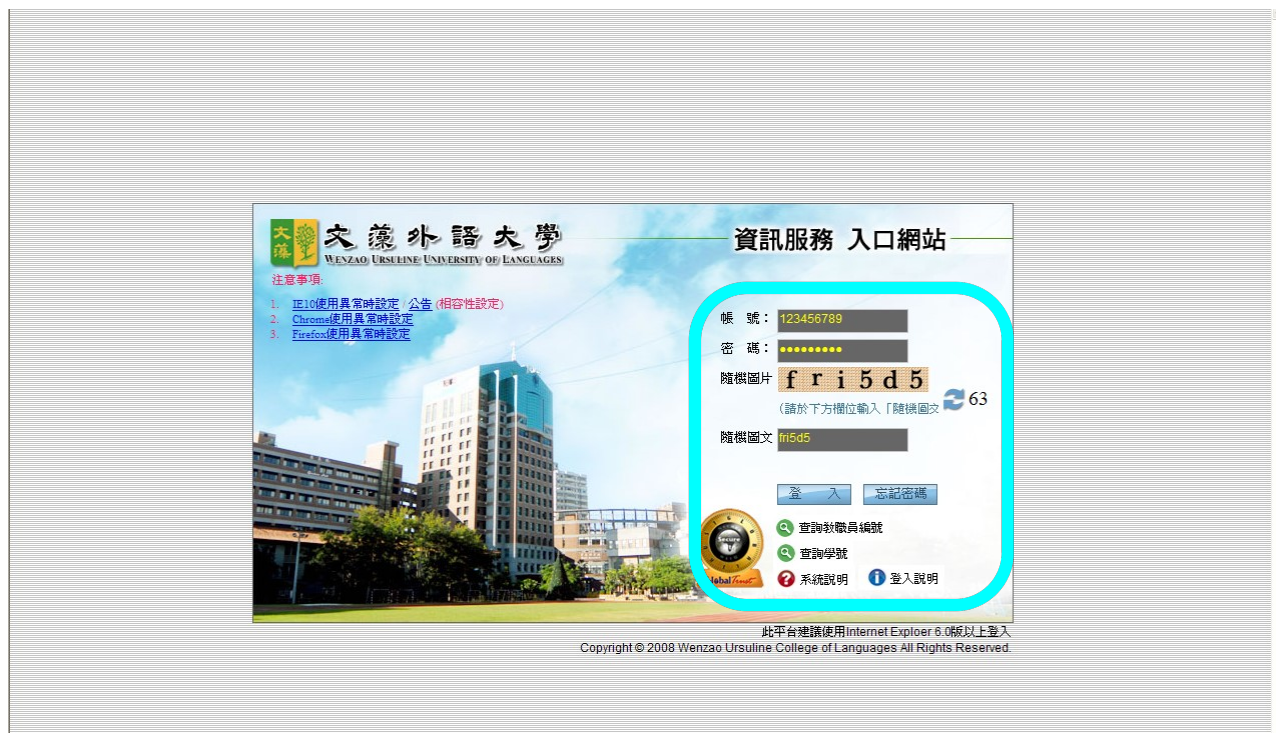 文藻
文藻外語大學
WENZAO URSULINE UNIVERSITY OF LANGUAGES
資訊服務 入口網站
注意事項:
1. IE10使用異常時設定 / 公告 (相容性設定)
2. Chrome使用異常時設定
3. Firefox使用異常時設定
帳 號： 123456789
密 碼： •••••••••
隨機圖片 f r i 5 d 5
(請於下方欄位輸入「隨機圖文
63
隨機圖文 fri5d5
登 入 忘記密碼
Secure
GlobalTrust
查詢教職員編號
查詢學號
系統說明 登入說明
此平台建議使用Internet Exploer 6.0版以上登入
Copyright © 2008 Wenzao Ursuline College of Languages All Rights Reserved.